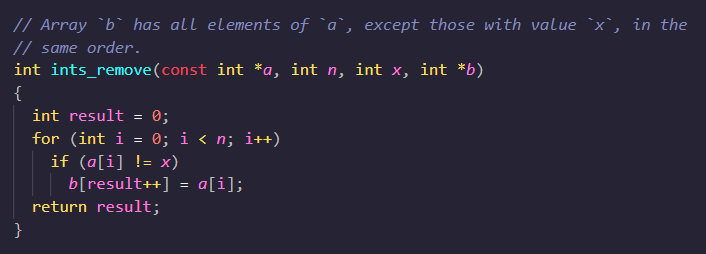 // Array `b` has all elements of `a`, except those with value `x`, in the
// same order.
int ints_remove(const int *a, int n, int x, int *b)
{
  int result = 0;
  for (int i = 0; i < n; i++)
    if (a[i] != x)
      b[result++] = a[i];
  return result;
}